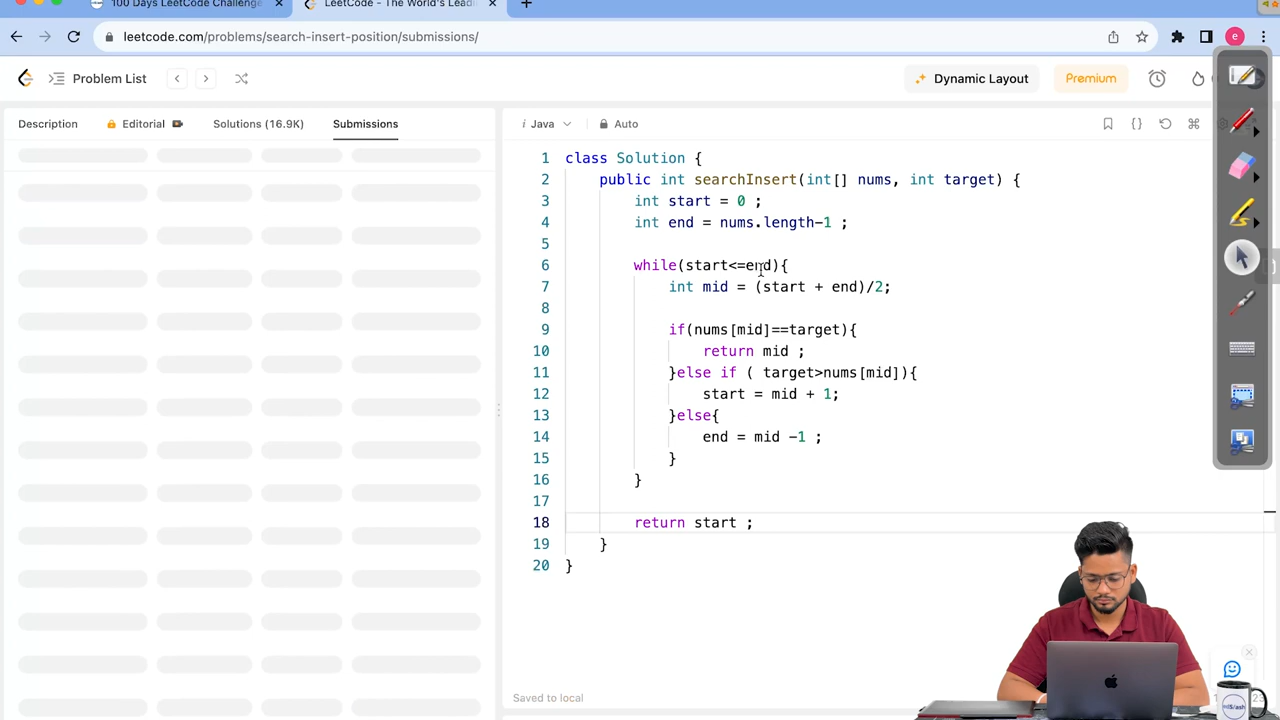 100 Days LeetCode Challenge
LeetCode - The World's Lead
leetcode.com/problems/search-insert-position/submissions/
e
Problem List
Dynamic Layout
Premium
Description
Editorial
Solutions (16.9K)
Submissions
i Java
Auto
1 class Solution {
2 public int searchInsert(int[] nums, int target) {
3 int start = 0 ;
4 int end = nums.length-1 ;
5
6 while(start<=end){
7 int mid = (start + end)/2;
8
9 if(nums[mid]==target){
10 return mid ;
11 }else if ( target>nums[mid]){
12 start = mid + 1;
13 }else{
14 end = mid -1 ;
15 }
16 }
17
18 return start ;
19 }
20 }
Saved to local